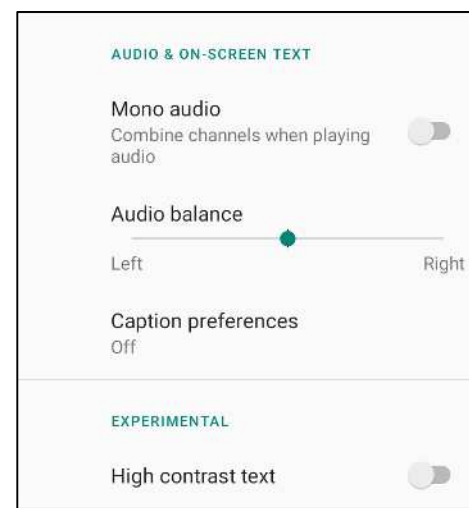 AUDIO & ON-SCREEN TEXT
Mono audio
Combine channels when playing
audio
Audio balance
Left Right
Caption preferences
Off
EXPERIMENTAL
High contrast text